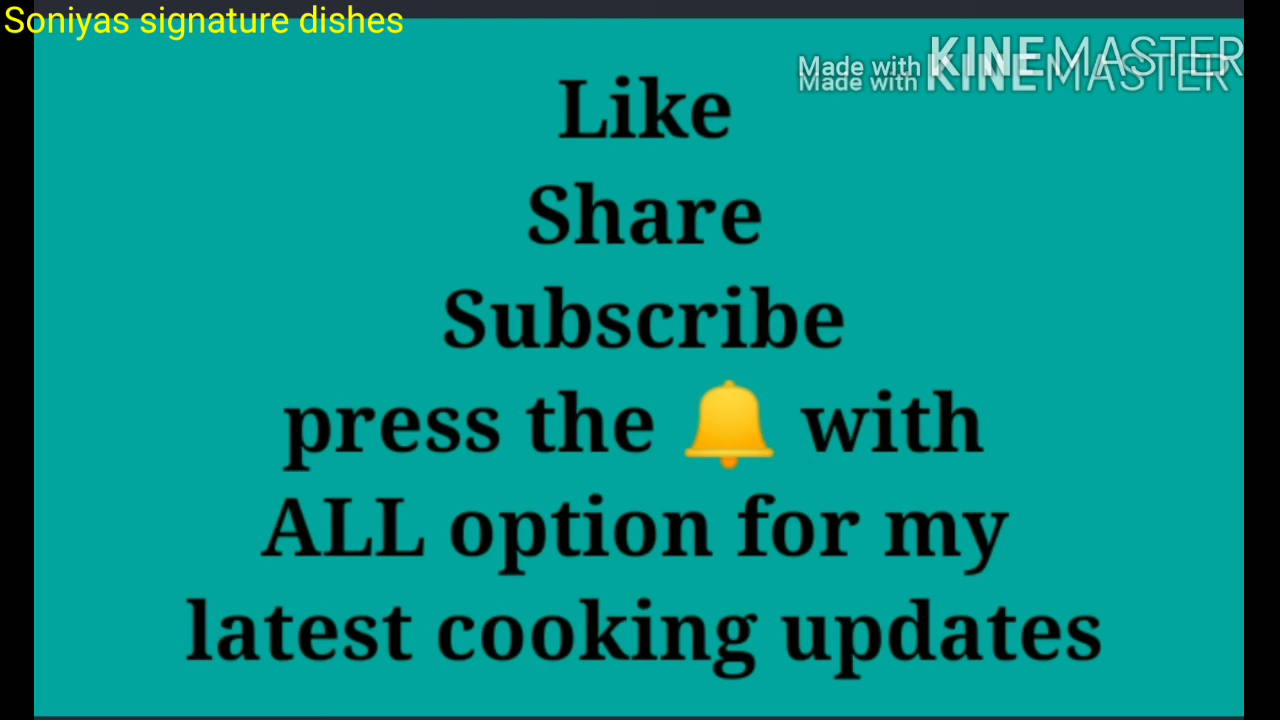 Soniyas signature dishes
Made with KINEMASTER
Made with KINEMASTER
Like
Share
Subscribe
press the 🔔 with
ALL option for my
latest cooking updates